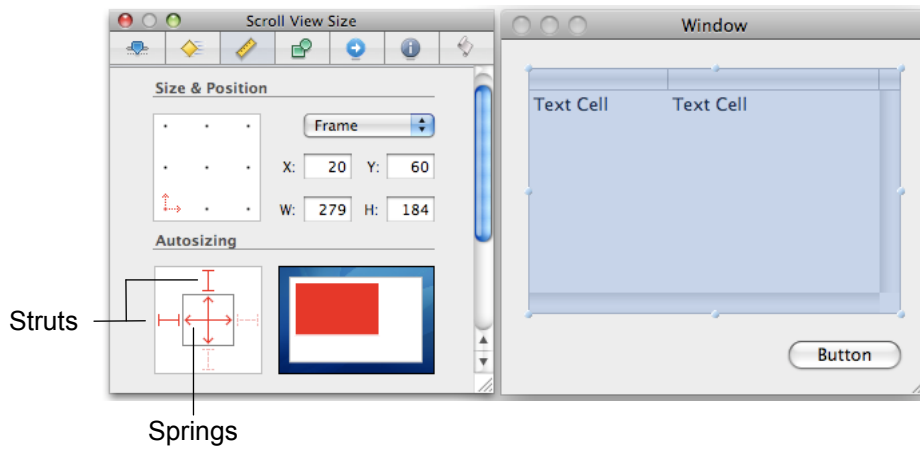 Scroll View Size
Size & Position
Frame
X: 20 Y: 60
W: 279 H: 184
Autosizing
Struts
Springs
Window
Text Cell Text Cell
Button